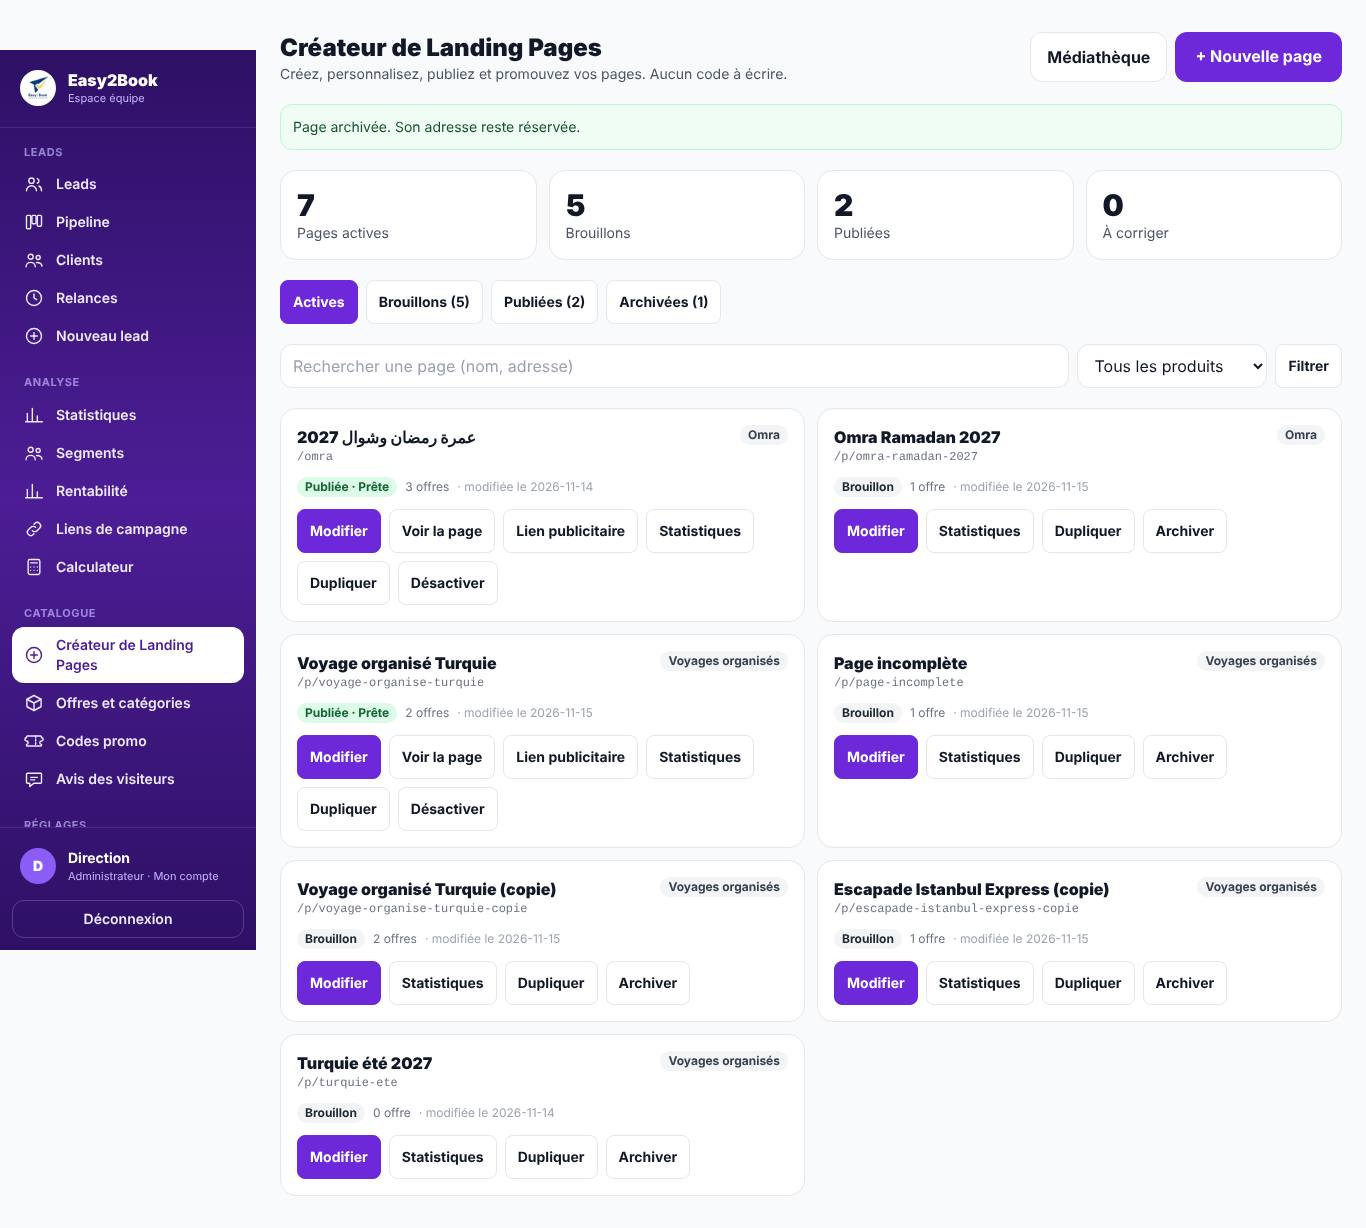 Easy2Book
Espace équipe
LEADS
Leads
Pipeline
Clients
Relances
Nouveau lead
ANALYSE
Statistiques
Segments
Rentabilité
Liens de campagne
Calculateur
CATALOGUE
Créateur de Landing
Pages
Offres et catégories
Codes promo
Avis des visiteurs
RÉGLAGES
D
Direction
Administrateur · Mon compte
Déconnexion
Créateur de Landing Pages
Créez, personnalisez, publiez et promouvez vos pages. Aucun code à écrire.
Médiathèque
+ Nouvelle page
Page archivée. Son adresse reste réservée.
7
Pages actives
5
Brouillons
2
Publiées
0
À corriger
Actives
Brouillons (5)
Publiées (2)
Archivées (1)
Rechercher une page (nom, adresse)
Tous les produits
Filtrer
عمرة رمضان وشوال 2027
Omra
/omra
Publiée · Prête 3 offres · modifiée le 2026-11-14
Modifier
Voir la page
Lien publicitaire
Statistiques
Dupliquer
Désactiver
Omra Ramadan 2027
Omra
/p/omra-ramadan-2027
Brouillon 1 offre · modifiée le 2026-11-15
Modifier
Statistiques
Dupliquer
Archiver
Voyage organisé Turquie
Voyages organisés
/p/voyage-organise-turquie
Publiée · Prête 2 offres · modifiée le 2026-11-15
Modifier
Voir la page
Lien publicitaire
Statistiques
Dupliquer
Désactiver
Page incomplète
Voyages organisés
/p/page-incomplete
Brouillon 1 offre · modifiée le 2026-11-15
Modifier
Statistiques
Dupliquer
Archiver
Voyage organisé Turquie (copie)
Voyages organisés
/p/voyage-organise-turquie-copie
Brouillon 2 offres · modifiée le 2026-11-15
Modifier
Statistiques
Dupliquer
Archiver
Escapade Istanbul Express (copie)
Voyages organisés
/p/escapade-istanbul-express-copie
Brouillon 1 offre · modifiée le 2026-11-15
Modifier
Statistiques
Dupliquer
Archiver
Turquie été 2027
Voyages organisés
/p/turquie-ete
Brouillon 0 offre · modifiée le 2026-11-14
Modifier
Statistiques
Dupliquer
Archiver